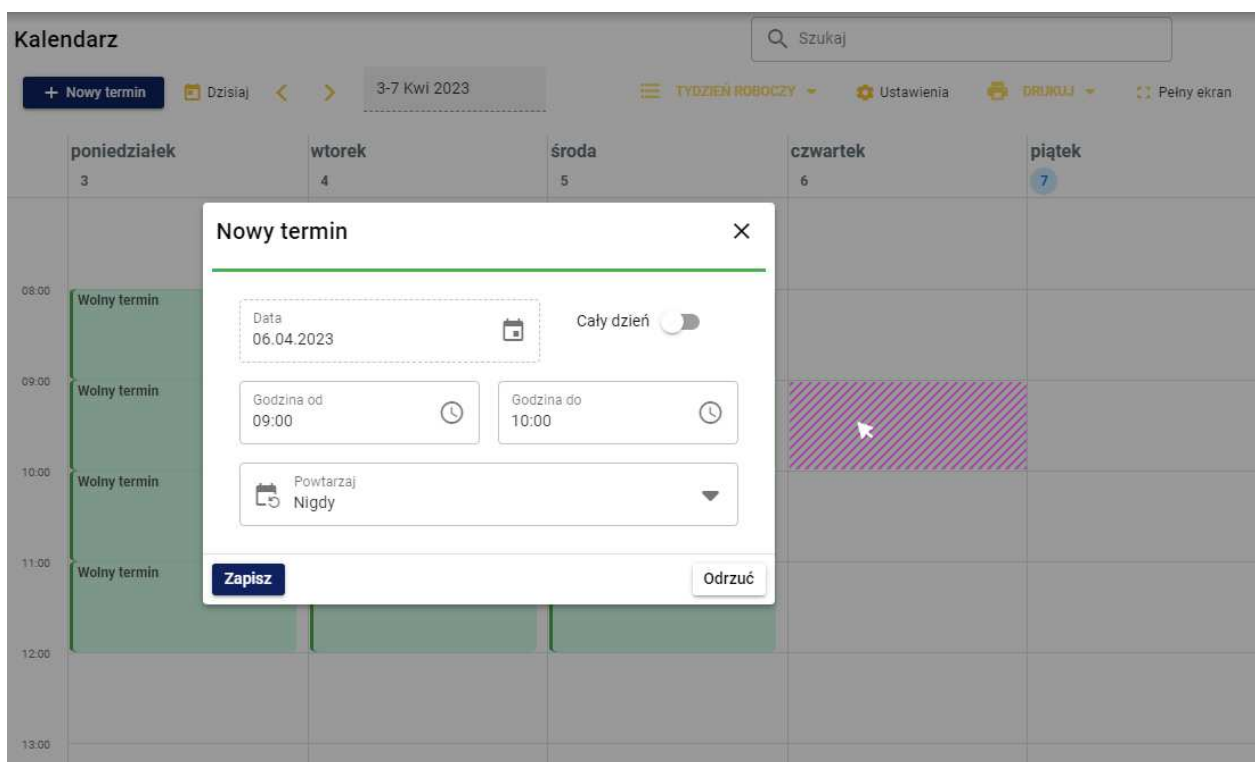 Kalendarz
Szukaj
Nowy termin Dzisiaj 3-7 Kwi 2023 TYDZIEŃ ROBOCZY Ustawienia DRUKUJ Pełny ekran
poniedziałek wtorek środa czwartek piątek
3 4 5 6 7
Nowy termin
08:00 Wolny termin
Data Cały dzień
06.04.2023
09:00 Wolny termin
Godzina od Godzina do
09:00 10:00
10:00 Wolny termin
Powtarzaj
Nigdy
11:00 Wolny termin
Zapisz Odrzuć
12:00
13:00